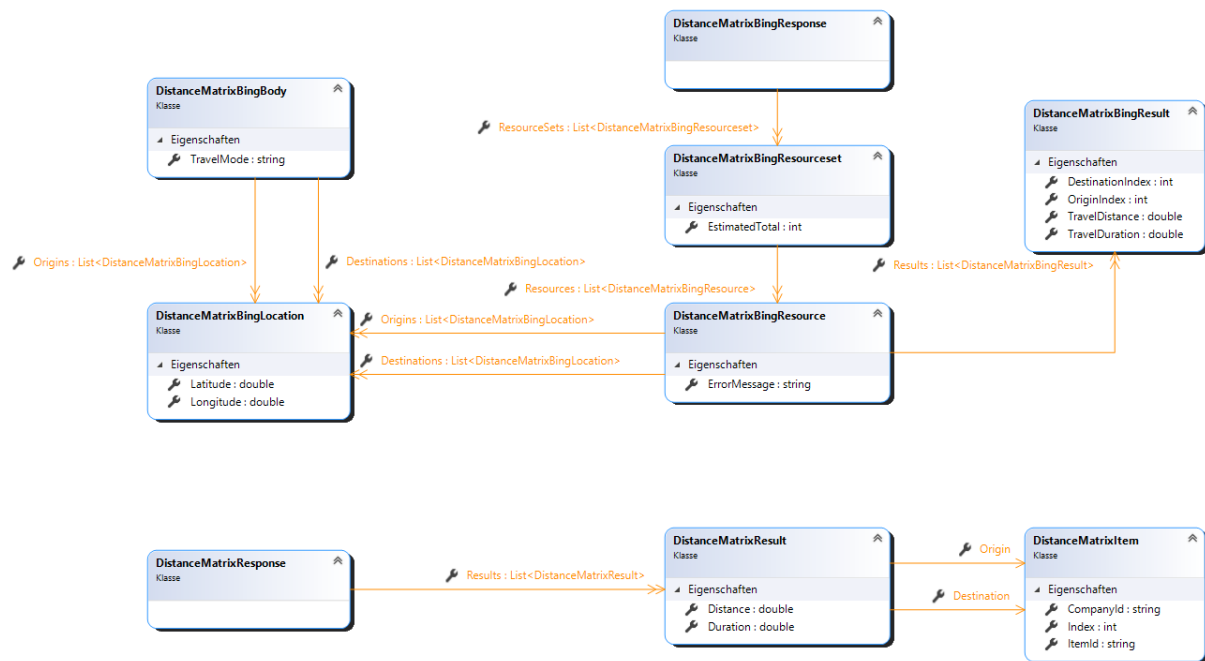 DistanceMatrixBingResponse
Klasse
DistanceMatrixBingBody
Klasse
Eigenschaften
TravelMode : string
ResourceSets : List<DistanceMatrixBingResourceset>
DistanceMatrixBingResult
Klasse
Eigenschaften
DestinationIndex : int
OriginIndex : int
TravelDistance : double
TravelDuration : double
DistanceMatrixBingResourceset
Klasse
Eigenschaften
EstimatedTotal : int
Origins : List<DistanceMatrixBingLocation>
Destinations : List<DistanceMatrixBingLocation>
Results : List<DistanceMatrixBingResult>
Resources : List<DistanceMatrixBingResource>
DistanceMatrixBingLocation
Klasse
Eigenschaften
Latitude : double
Longitude : double
Origins : List<DistanceMatrixBingLocation>
Destinations : List<DistanceMatrixBingLocation>
DistanceMatrixBingResource
Klasse
Eigenschaften
ErrorMessage : string
DistanceMatrixResponse
Klasse
Results : List<DistanceMatrixResult>
DistanceMatrixResult
Klasse
Eigenschaften
Distance : double
Duration : double
Origin
Destination
DistanceMatrixItem
Klasse
Eigenschaften
CompanyId : string
Index : int
ItemId : string